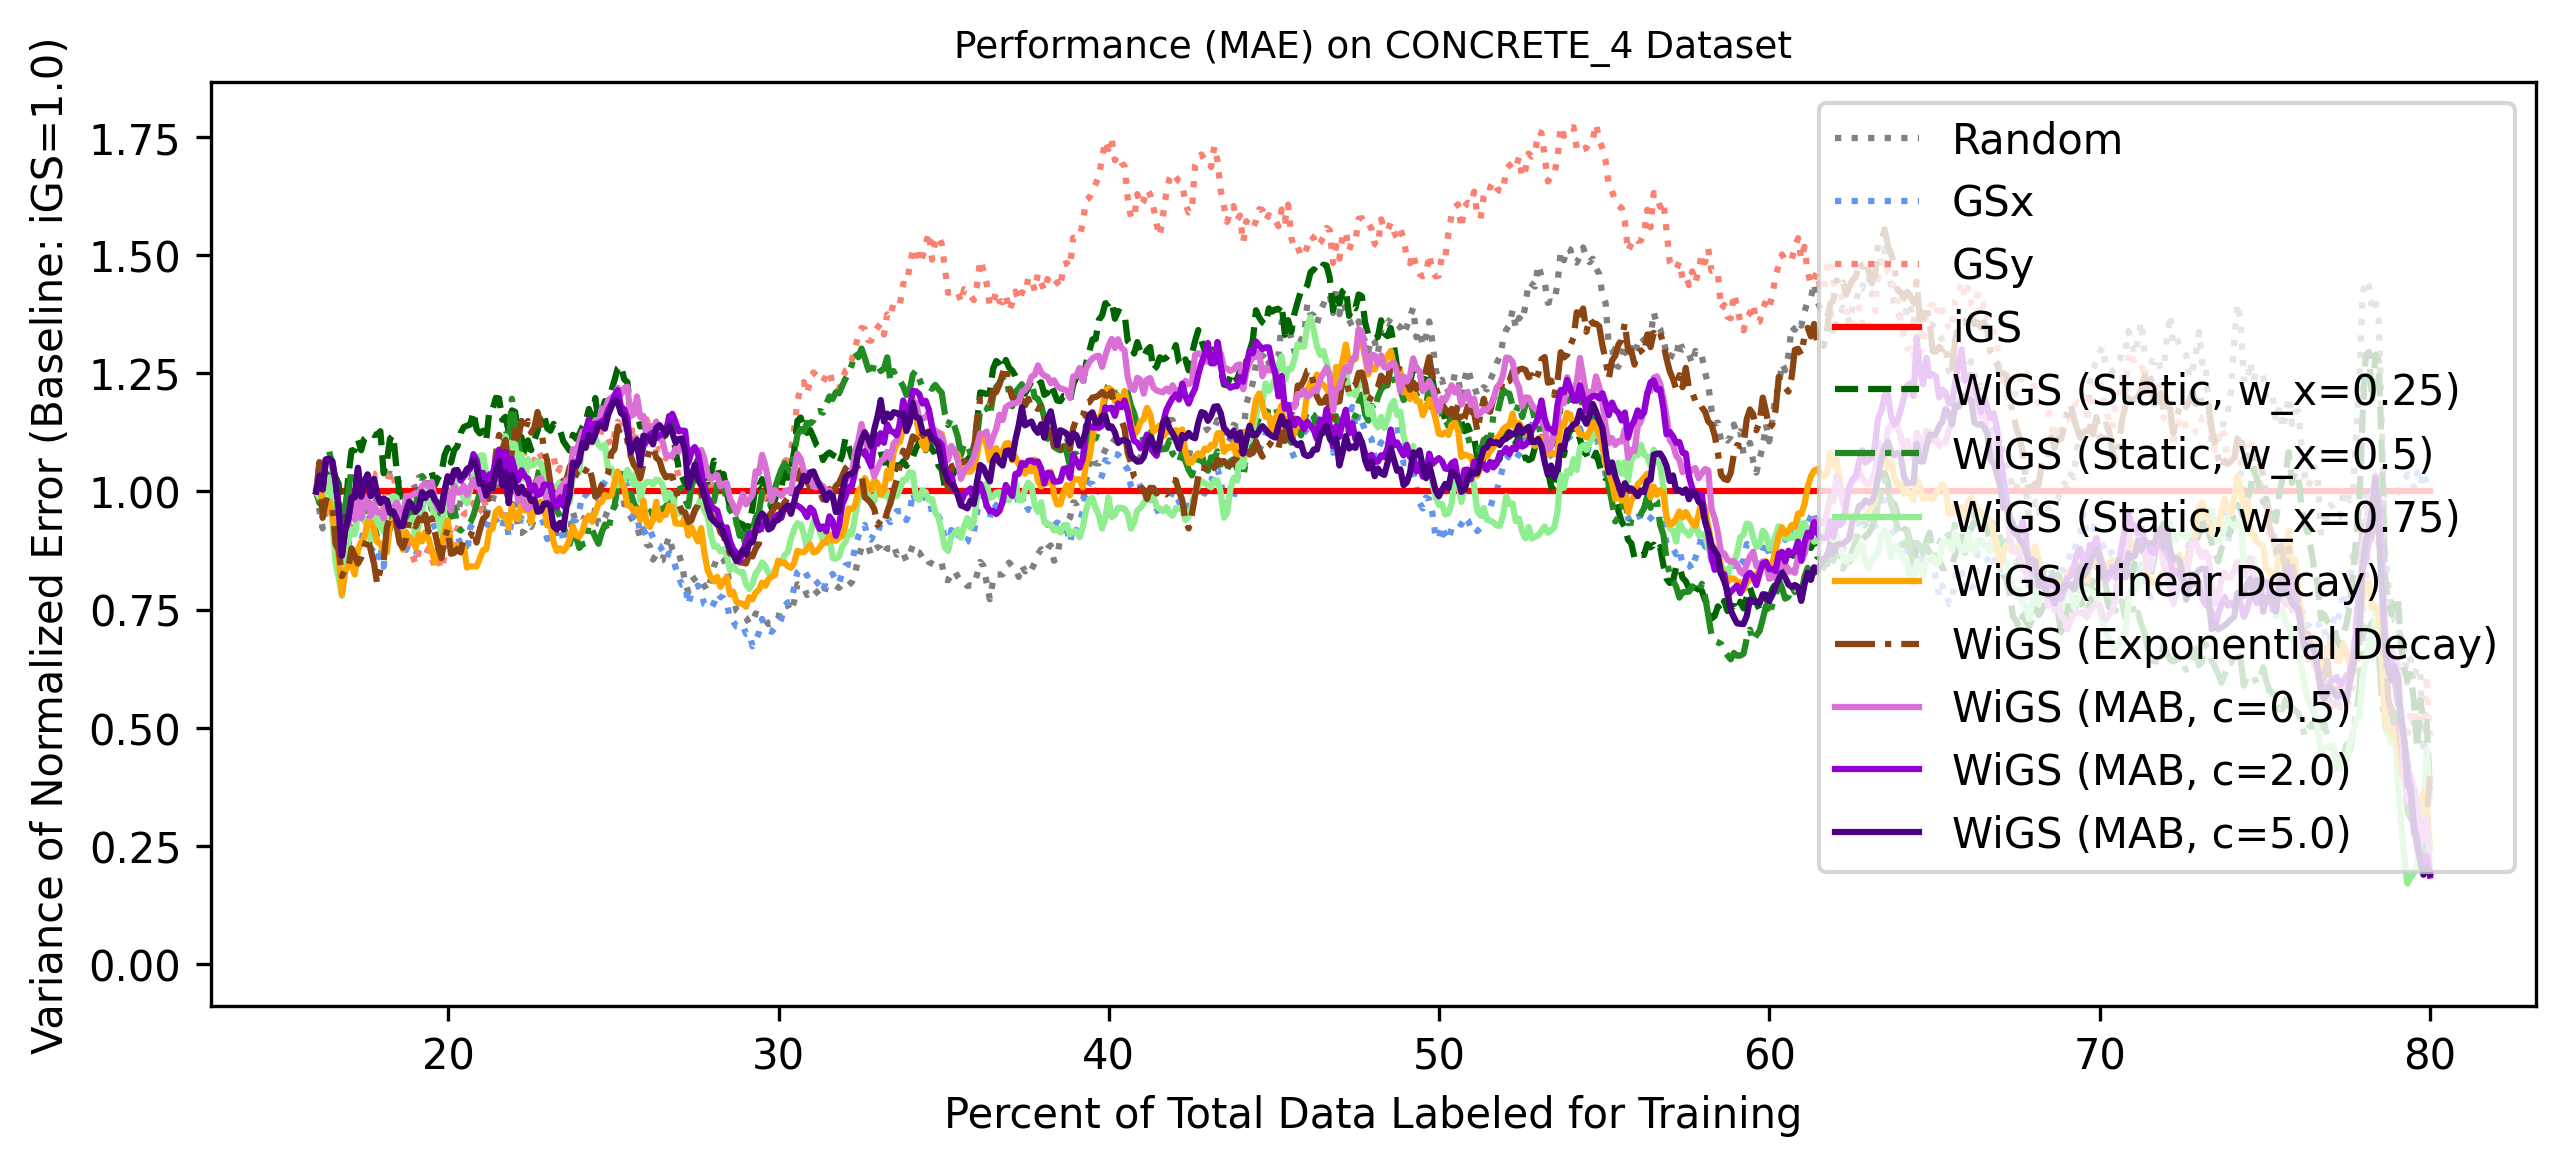 Performance (MAE) on CONCRETE_4 Dataset
Variance of Normalized Error (Baseline: iGS=1.0)
1.75
1.50
1.25
1.00
0.75
0.50
0.25
0.00
Random
GSx
GSy
iGS
WiGS (Static, w_x=0.25)
WiGS (Static, w_x=0.5)
WiGS (Static, w_x=0.75)
WiGS (Linear Decay)
WiGS (Exponential Decay)
WiGS (MAB, c=0.5)
WiGS (MAB, c=2.0)
WiGS (MAB, c=5.0)
20 30 40 50 60 70 80
Percent of Total Data Labeled for Training